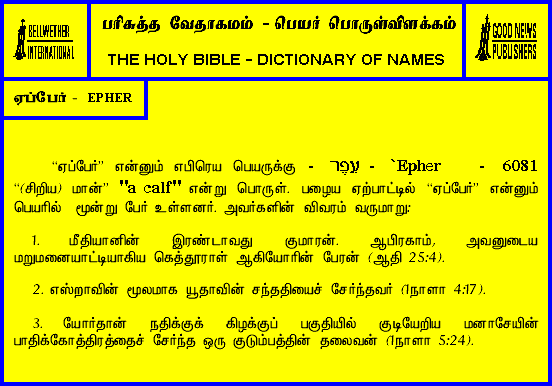 BELLWETHER
INTERNATIONAL
பரிசுத்த வேதாகமம் - பெயர் பொருள்விளக்கம்
THE HOLY BIBLE - DICTIONARY OF NAMES
GOOD NEWS
PUBLISHERS
ஏப்பேர் - EPHER
“ஏப்பேர்” என்னும் எபிரெய பெயருக்கு - עֵפֶר - `Epher - 6081
“(சிறிய) மான்” "a calf" என்று பொருள். பழைய ஏற்பாட்டில் “ஏப்பேர்” என்னும்
பெயரில் மூன்று பேர் உள்ளனர். அவர்களின் விவரம் வருமாறு:
1. மீதியானின் இரண்டாவது குமாரன். ஆபிரகாம், அவனுடைய
மறுமனையாட்டியாகிய கெத்தூராள் ஆகியோரின் பேரன் (ஆதி 25:4).
2. எஸ்றாவின் மூலமாக யூதாவின் சந்ததியைச் சேர்ந்தவர் (1நாளா 4:17).
3. யோர்தான் நதிக்குக் கிழக்குப் பகுதியில் குடியேறிய மனாசேயின்
பாதிக்கோத்திரத்தைச் சேர்ந்த ஒரு குடும்பத்தின் தலைவன் (1நாளா 5:24).